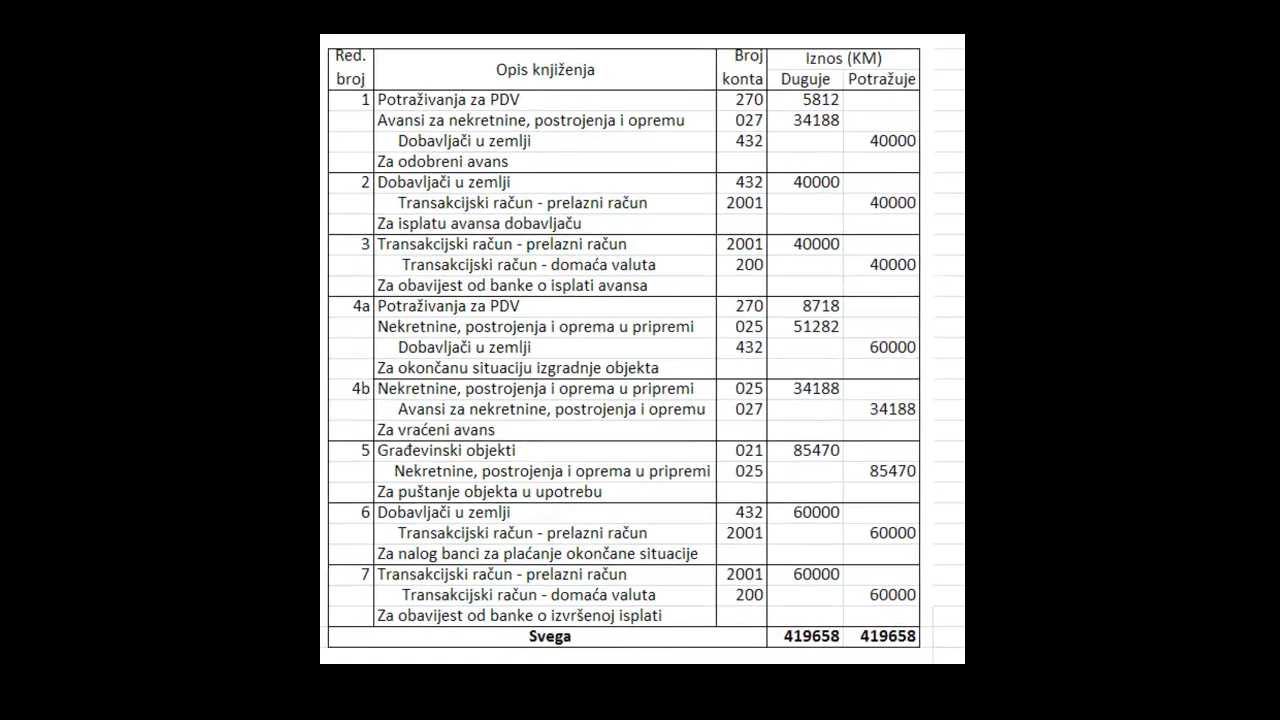 Red. broj Opis knjiženja Broj konta Iznos (KM)
Duguje Potražuje
1 Potraživanja za PDV 270 5812
Avansi za nekretnine, postrojenja i opremu 027 34188
Dobavljači u zemlji 432 40000
Za odobreni avans
2 Dobavljači u zemlji 432 40000
Transakcijski račun - prelazni račun 2001 40000
Za isplatu avansa dobavljaču
3 Transakcijski račun - prelazni račun 2001 40000
Transakcijski račun - domaća valuta 200 40000
Za obavijest od banke o isplati avansa
4a Potraživanja za PDV 270 8718
Nekretnine, postrojenja i oprema u pripremi 025 51282
Dobavljači u zemlji 432 60000
Za okončanu situaciju izgradnje objekta
4b Nekretnine, postrojenja i oprema u pripremi 025 34188
Avansi za nekretnine, postrojenja i opremu 027 34188
Za vraćeni avans
5 Građevinski objekti 021 85470
Nekretnine, postrojenja i oprema u pripremi 025 85470
Za puštanje objekta u upotrebu
6 Dobavljači u zemlji 432 60000
Transakcijski račun - prelazni račun 2001 60000
Za nalog banci za plaćanje okončane situacije
7 Transakcijski račun - prelazni račun 2001 60000
Transakcijski račun - domaća valuta 200 60000
Za obavijest od banke o izvršenoj isplati
Svega 419658 419658